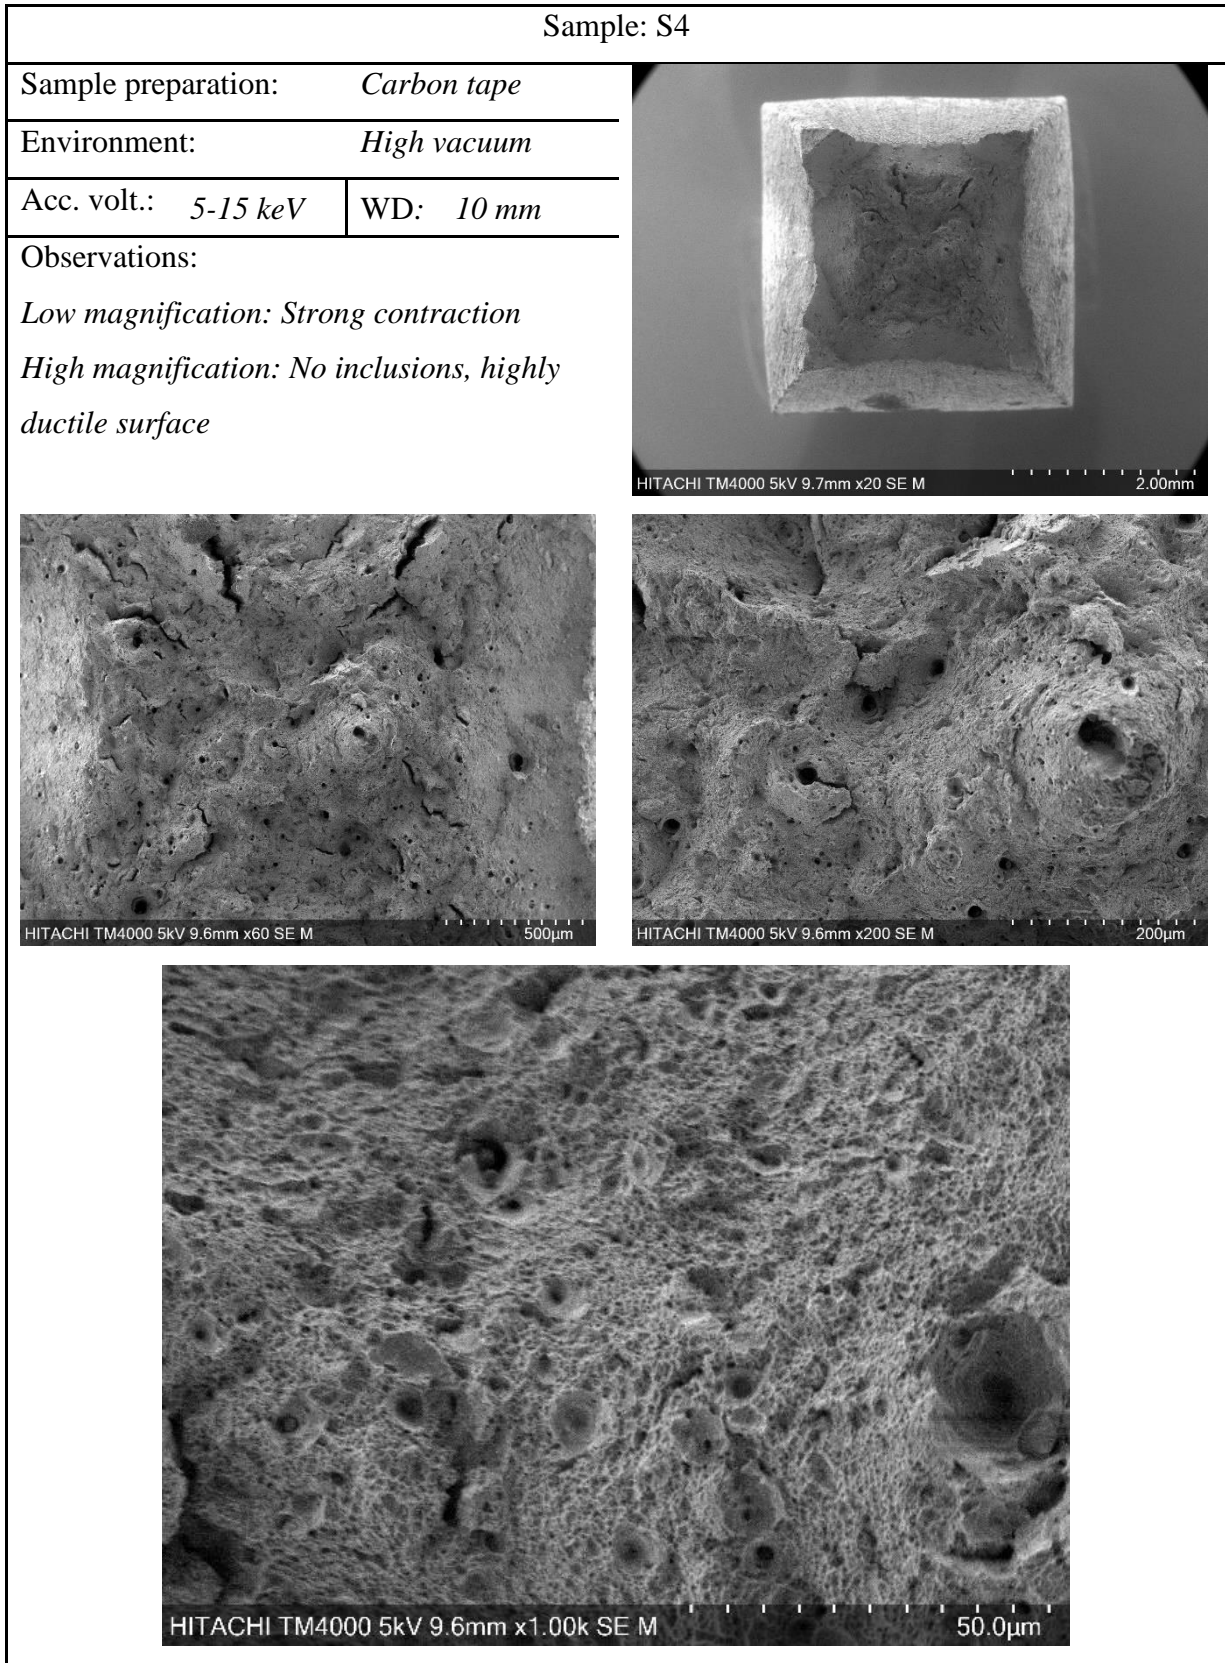 Sample: S4
Sample preparation: Carbon tape
Environment: High vacuum
Acc. volt.: 5-15 keV WD: 10 mm
Observations:
Low magnification: Strong contraction
High magnification: No inclusions, highly
ductile surface
HITACHI TM4000 5kV 9.7mm x20 SE M 2.00mm
HITACHI TM4000 5kV 9.6mm x60 SE M 500µm
HITACHI TM4000 5kV 9.6mm x200 SE M 200µm
HITACHI TM4000 5kV 9.6mm x1.00k SE M 50.0µm